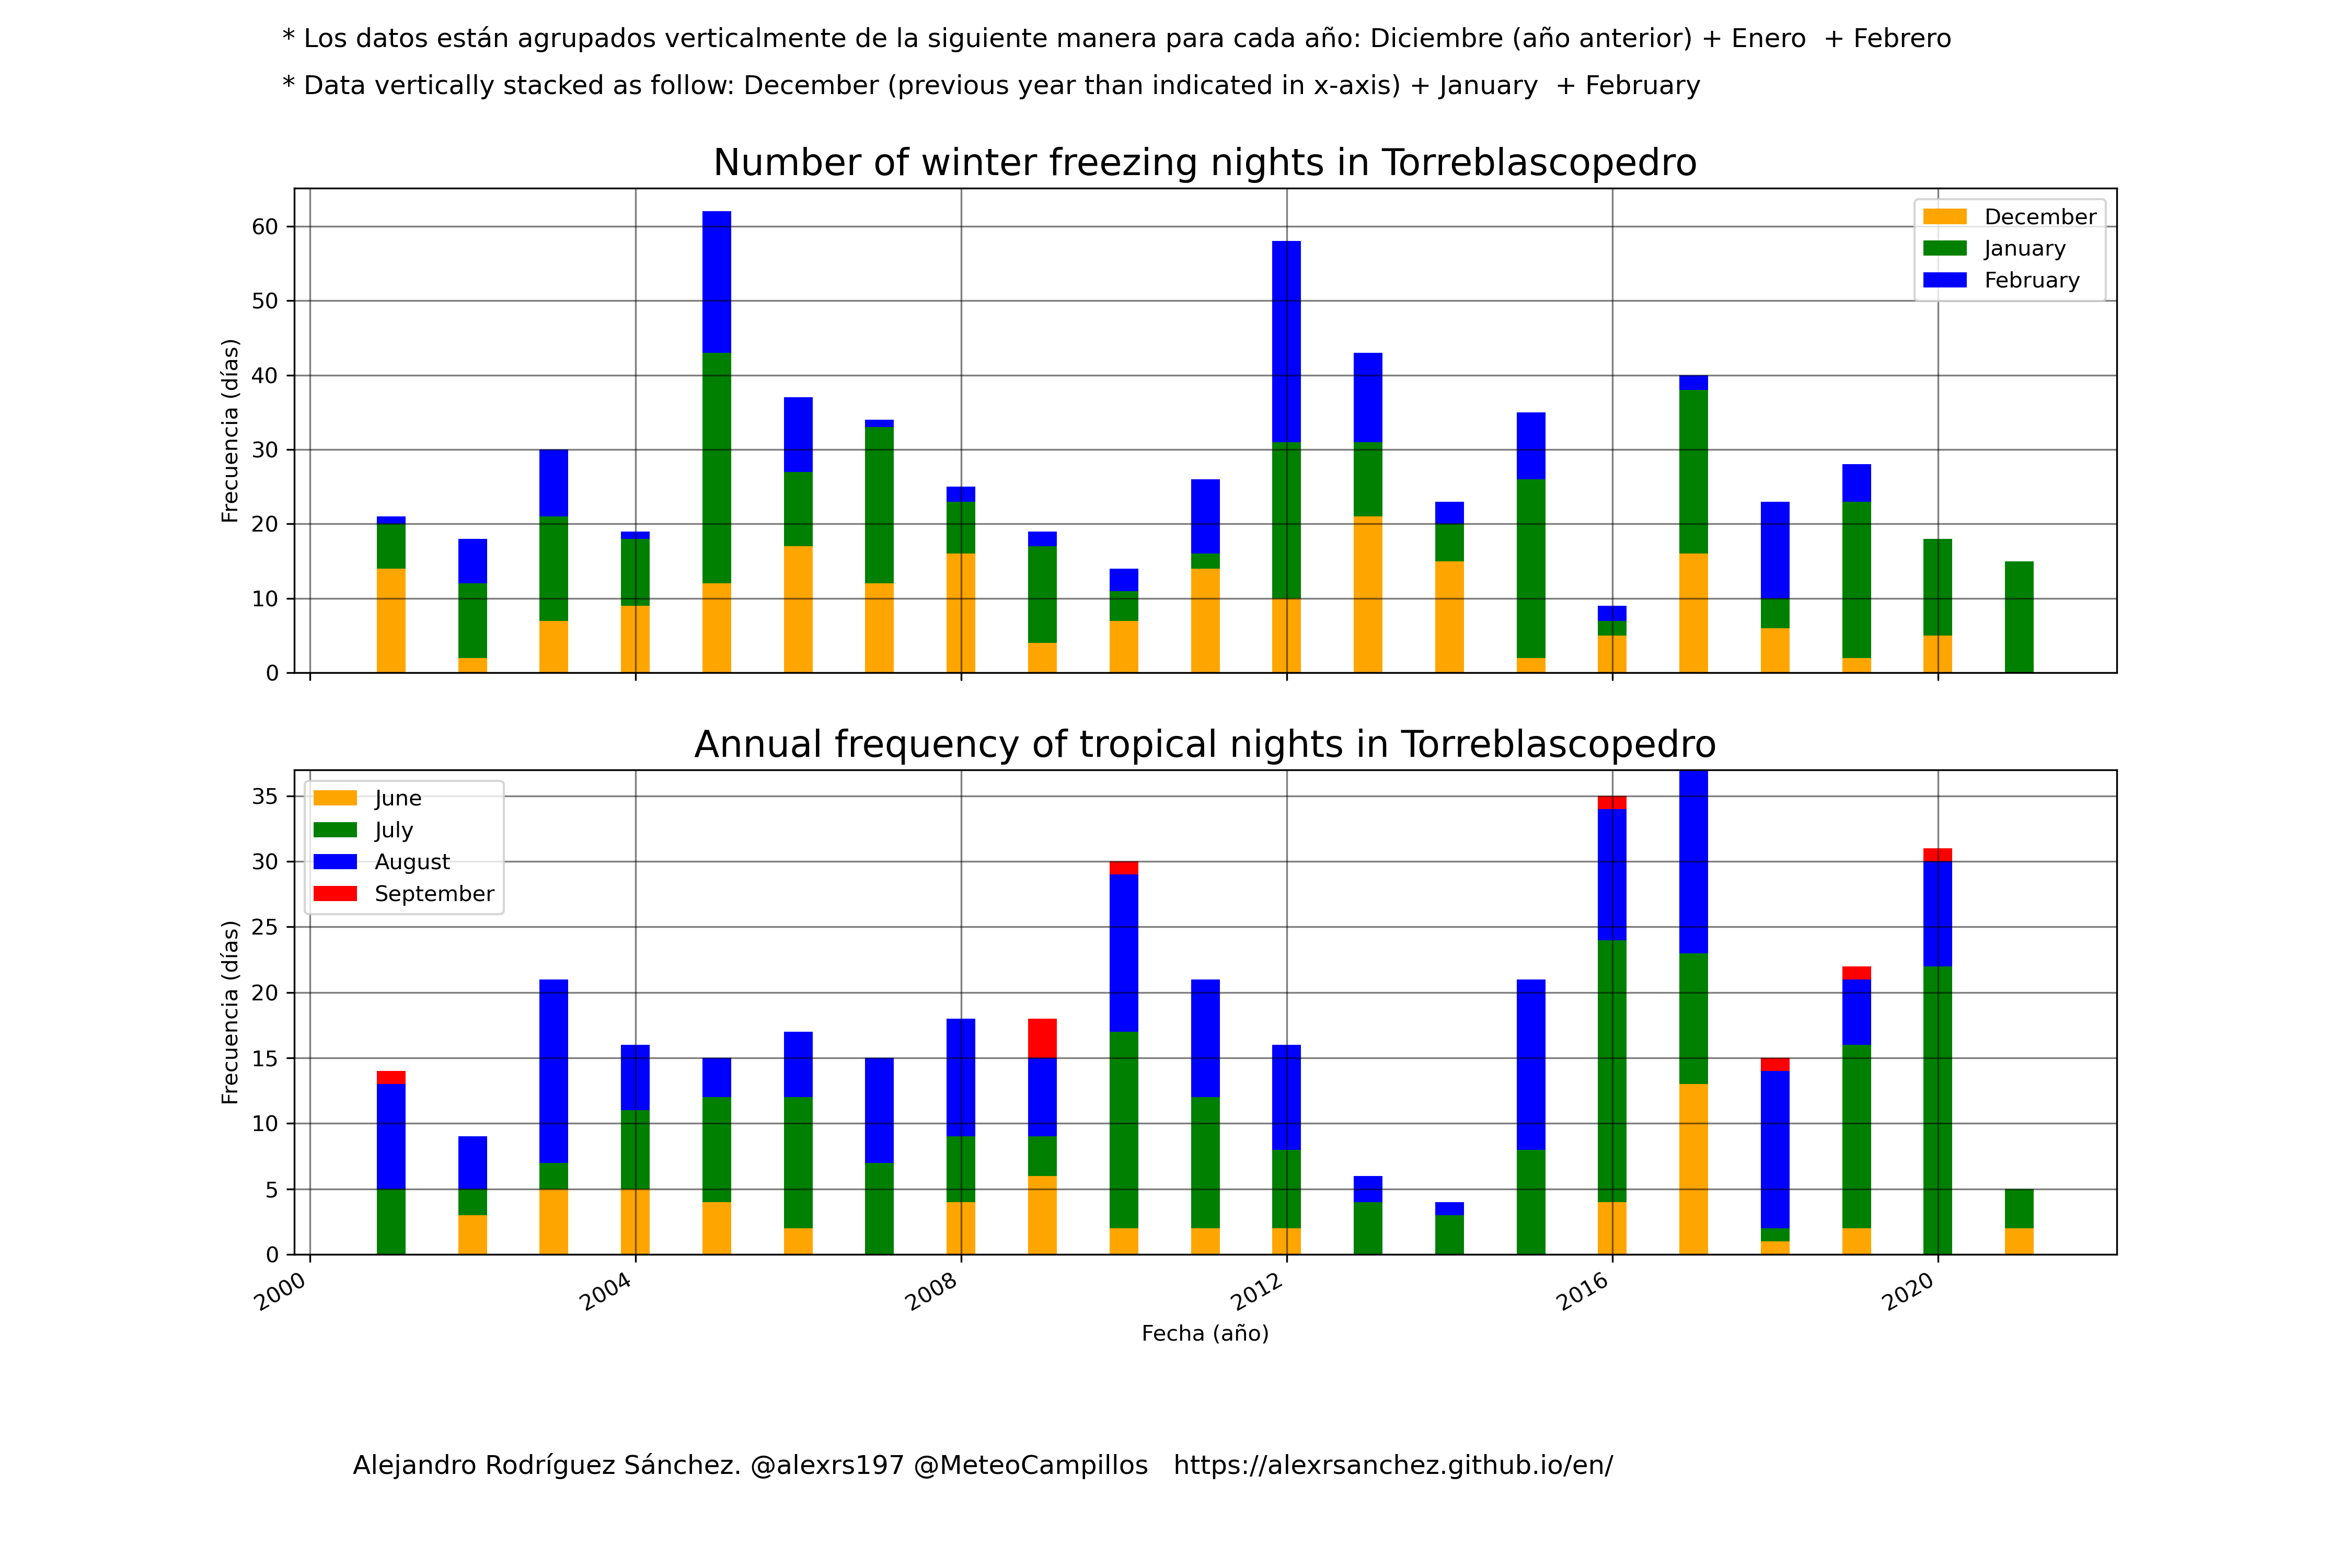 * Los datos están agrupados verticalmente de la siguiente manera para cada año: Diciembre (año anterior) + Enero  + Febrero
* Data vertically stacked as follow: December (previous year than indicated in x-axis) + January  + February
Number of winter freezing nights in Torreblascopedro
Frecuencia (días)
60
50
40
30
20
10
0
December
January
February
Annual frequency of tropical nights in Torreblascopedro
Frecuencia (días)
35
30
25
20
15
10
5
0
June
July
August
September
2000
2004
2008
2012
2016
2020
Fecha (año)
Alejandro Rodríguez Sánchez. @alexrs197 @MeteoCampillos   https://alexrsanchez.github.io/en/